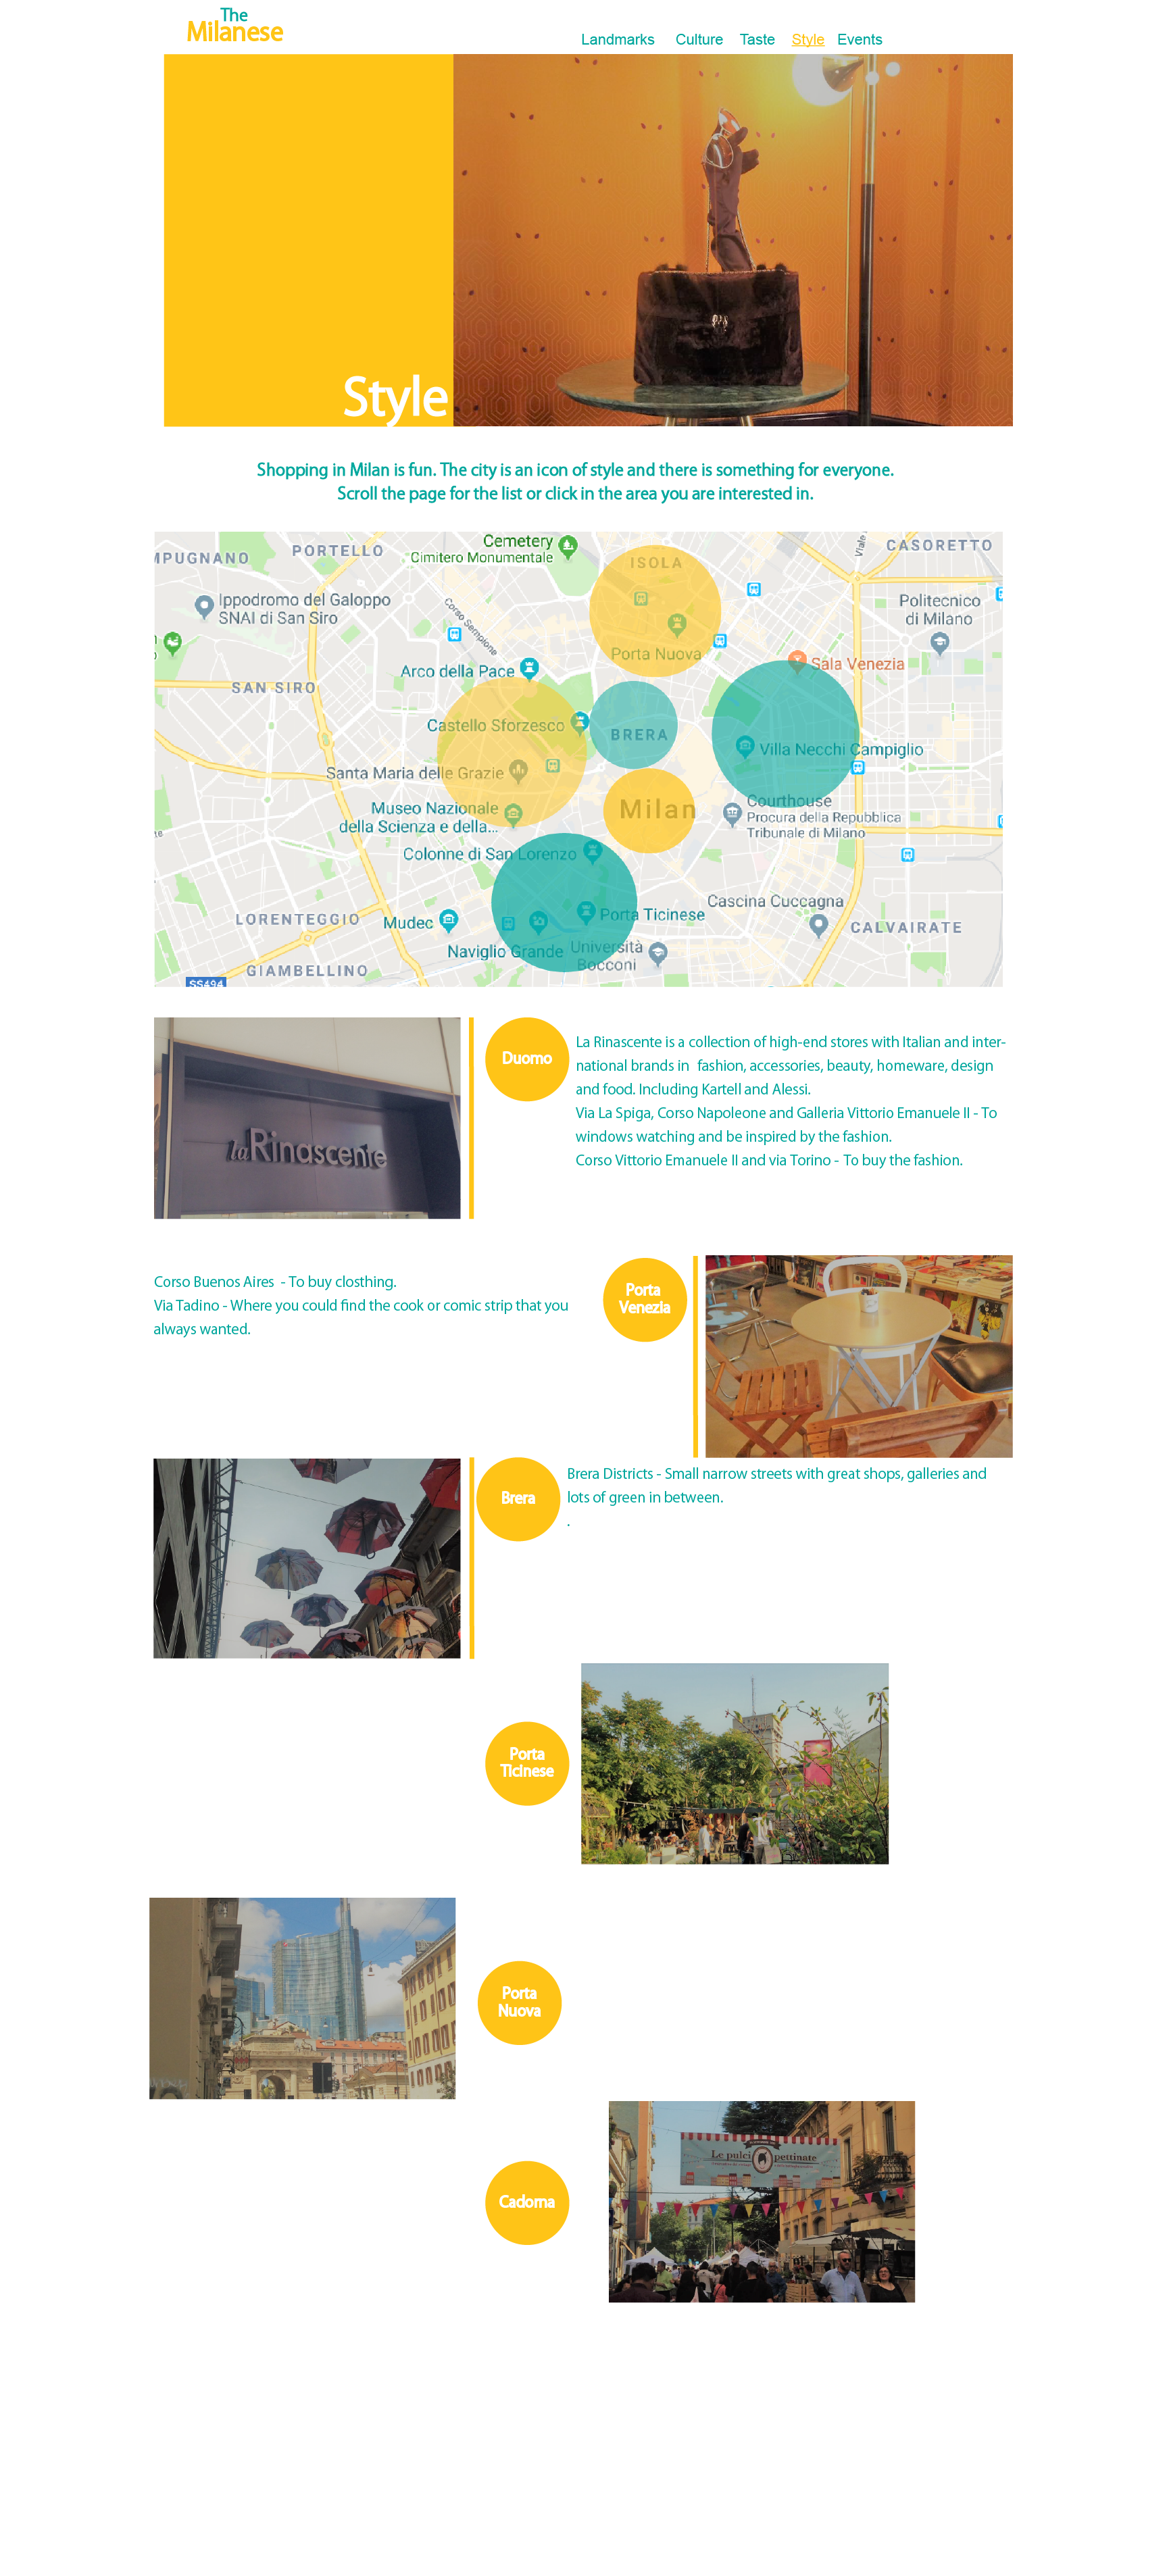 The
Milanese
Landmarks Culture Taste Style Events
Style
Shopping in Milan is fun. The city is an icon of style and there is something for everyone.
Scroll the page for the list or click in the area you are interested in.
Cemetery
Cimitero Monumentale
MPUGNANO
PORTELLO
ISOLA
Viale
CASORETTO
Ippodromo del Galoppo
SNAI di San Siro
Corso Sempione
Politecnico
di Milano
Porta Nuova
Arco della Pace
Sala Venezia
SAN SIRO
Castello Sforzesco
BRERA
Villa Necchi Campiglio
Santa Maria delle Grazie
Museo Nazionale
della Scienza e della...
Milan
Courthouse
Procura della Repubblica
Tribunale di Milano
Colonne di San Lorenzo
Cascina Cuccagna
LORENTEGGIO
Mudec
Porta Ticinese
CALVAIRATE
Naviglio Grande
Università
Bocconi
GIAMBELLINO
SS494
laRinascente
Duomo
La Rinascente is a collection of high-end stores with Italian and inter-
national brands in  fashion, accessories, beauty, homeware, design
and food. Including Kartell and Alessi.
Via La Spiga, Corso Napoleone and Galleria Vittorio Emanuele II - To
windows watching and be inspired by the fashion.
Corso Vittorio Emanuele II and via Torino - To buy the fashion.
Corso Buenos Aires  - To buy closthing.
Via Tadino - Where you could find the cook or comic strip that you
always wanted.
Porta
Venezia
Brera
Brera Districts - Small narrow streets with great shops, galleries and
lots of green in between.
.
Porta
Ticinese
Porta
Nuova
Cadorna
Le pulci pettinate